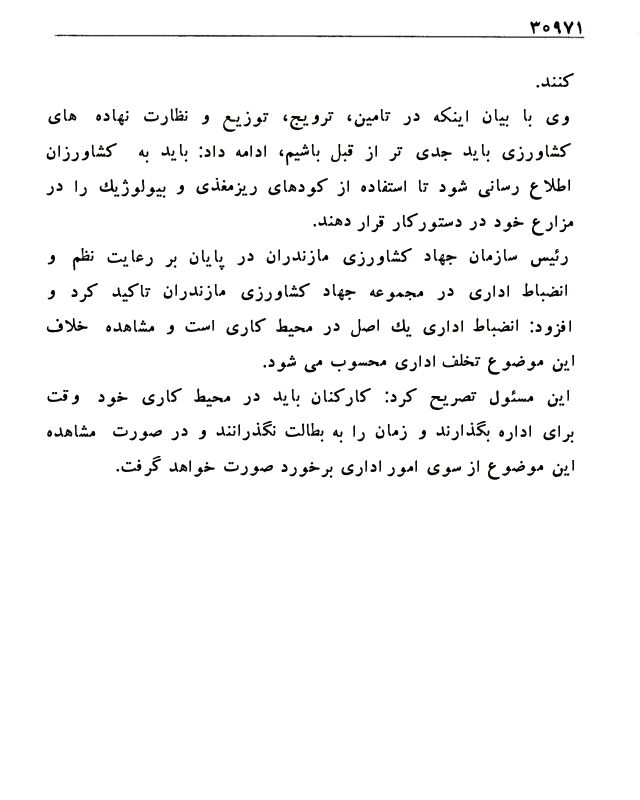 ۳۰۹۷۱
کنند.
وی با بیان اینکه در تامین، ترویج، توزیع و نظارت نهاده های
کشاورزی باید جدی تر از قبل باشیم، ادامه داد: باید به کشاورزان
اطلاع رسانی شود تا استفاده از کودهای ریزمغذی و بیولوژیك را در
مزارع خود در دستورکار قرار دهند.
رئیس سازمان جهاد کشاورزی مازندران در پایان بر رعایت نظم و
انضباط اداری در مجموعه جهاد کشاورزی مازندران تاکید کرد و
افزود: انضباط اداری یك اصل در محیط کاری است و مشاهده خلاف
این موضوع تخلف اداری محسوب می شود.
این مسئول تصریح کرد: کارکنان باید در محیط کاری خود وقت
برای اداره بگذارند و زمان را به بطالت نگذرانند و در صورت مشاهده
این موضوع از سوی امور اداری برخورد صورت خواهد گرفت.